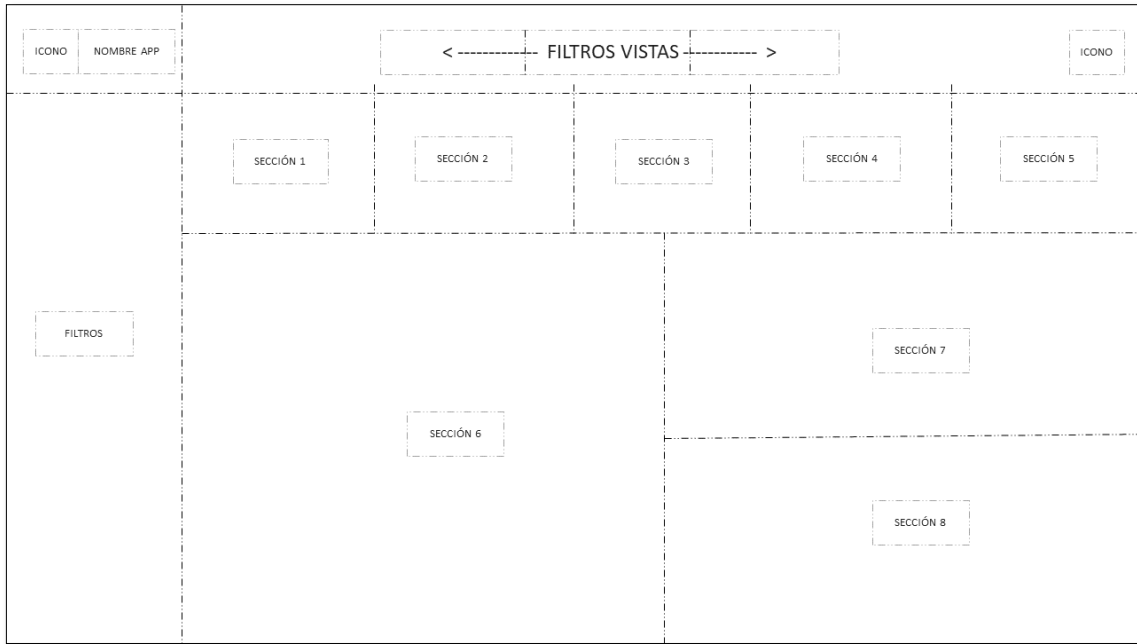 ICONO
NOMBRE APP
< ------------- FILTROS VISTAS ------------ >
ICONO
SECCIÓN 1
SECCIÓN 2
SECCIÓN 3
SECCIÓN 4
SECCIÓN 5
FILTROS
SECCIÓN 6
SECCIÓN 7
SECCIÓN 8